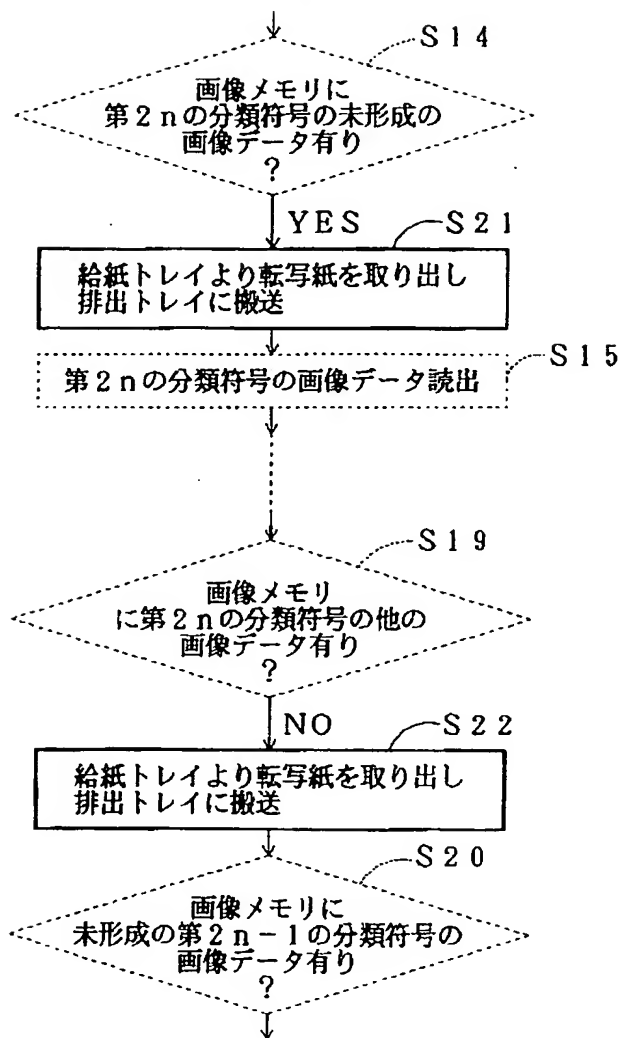 S14
画像メモリに
第2nの分類符号の未形成の
画像データ有り
?
YES
S21
給紙トレイより転写紙を取り出し
排出トレイに搬送
S15
第2nの分類符号の画像データ読出
S19
画像メモリ
に第2nの分類符号の他の
画像データ有り
?
NO
S22
給紙トレイより転写紙を取り出し
排出トレイに搬送
S20
画像メモリに
未形成の第2n-1の分類符号の
画像データ有り
?